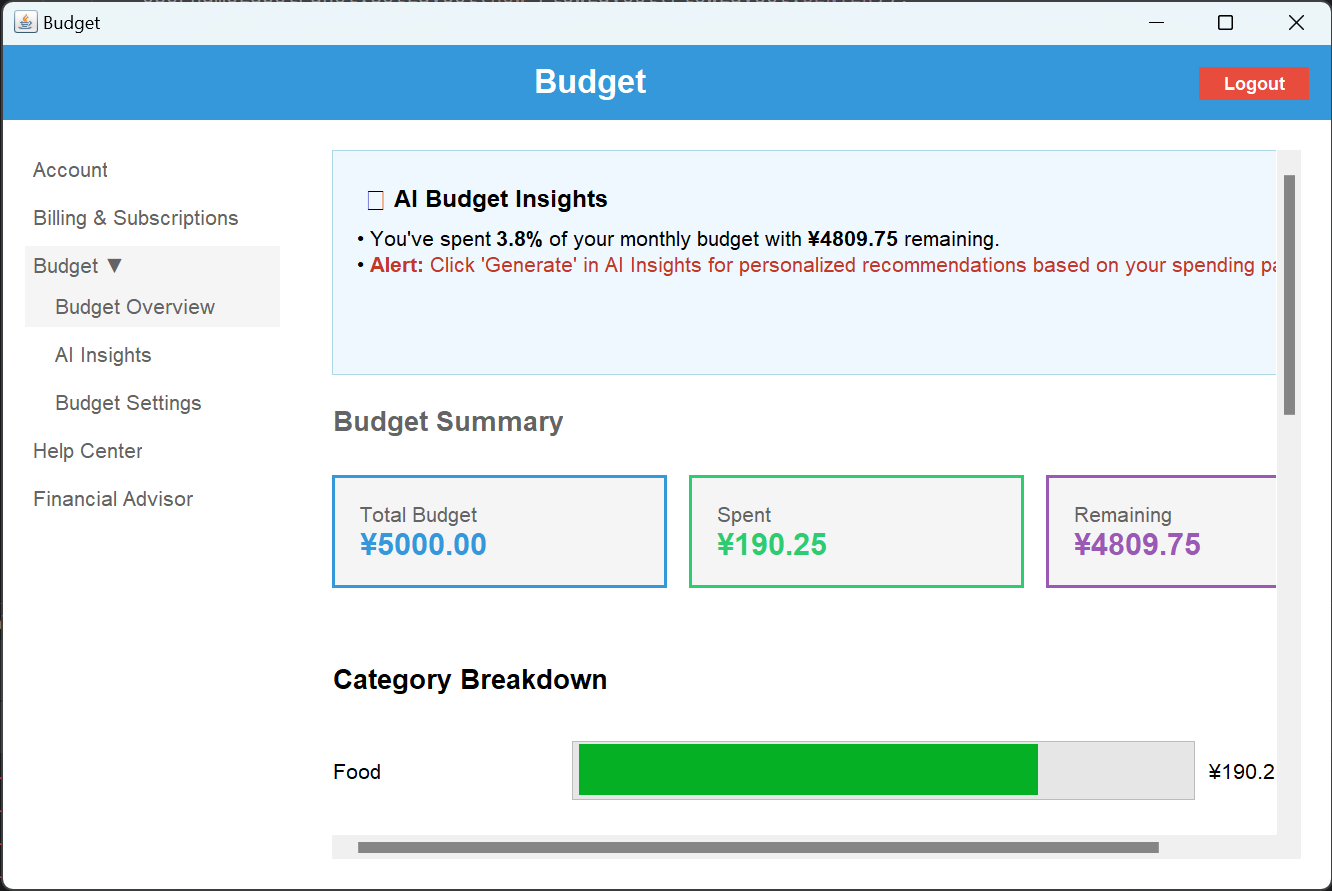 Budget
Budget
Logout
Account
Billing & Subscriptions
Budget ▼
Budget Overview
AI Insights
Budget Settings
Help Center
Financial Advisor
AI Budget Insights
• You've spent 3.8% of your monthly budget with ¥4809.75 remaining.
• Alert: Click 'Generate' in AI Insights for personalized recommendations based on your spending pa
Budget Summary
Total Budget
¥5000.00
Spent
¥190.25
Remaining
¥4809.75
Category Breakdown
Food
¥190.2